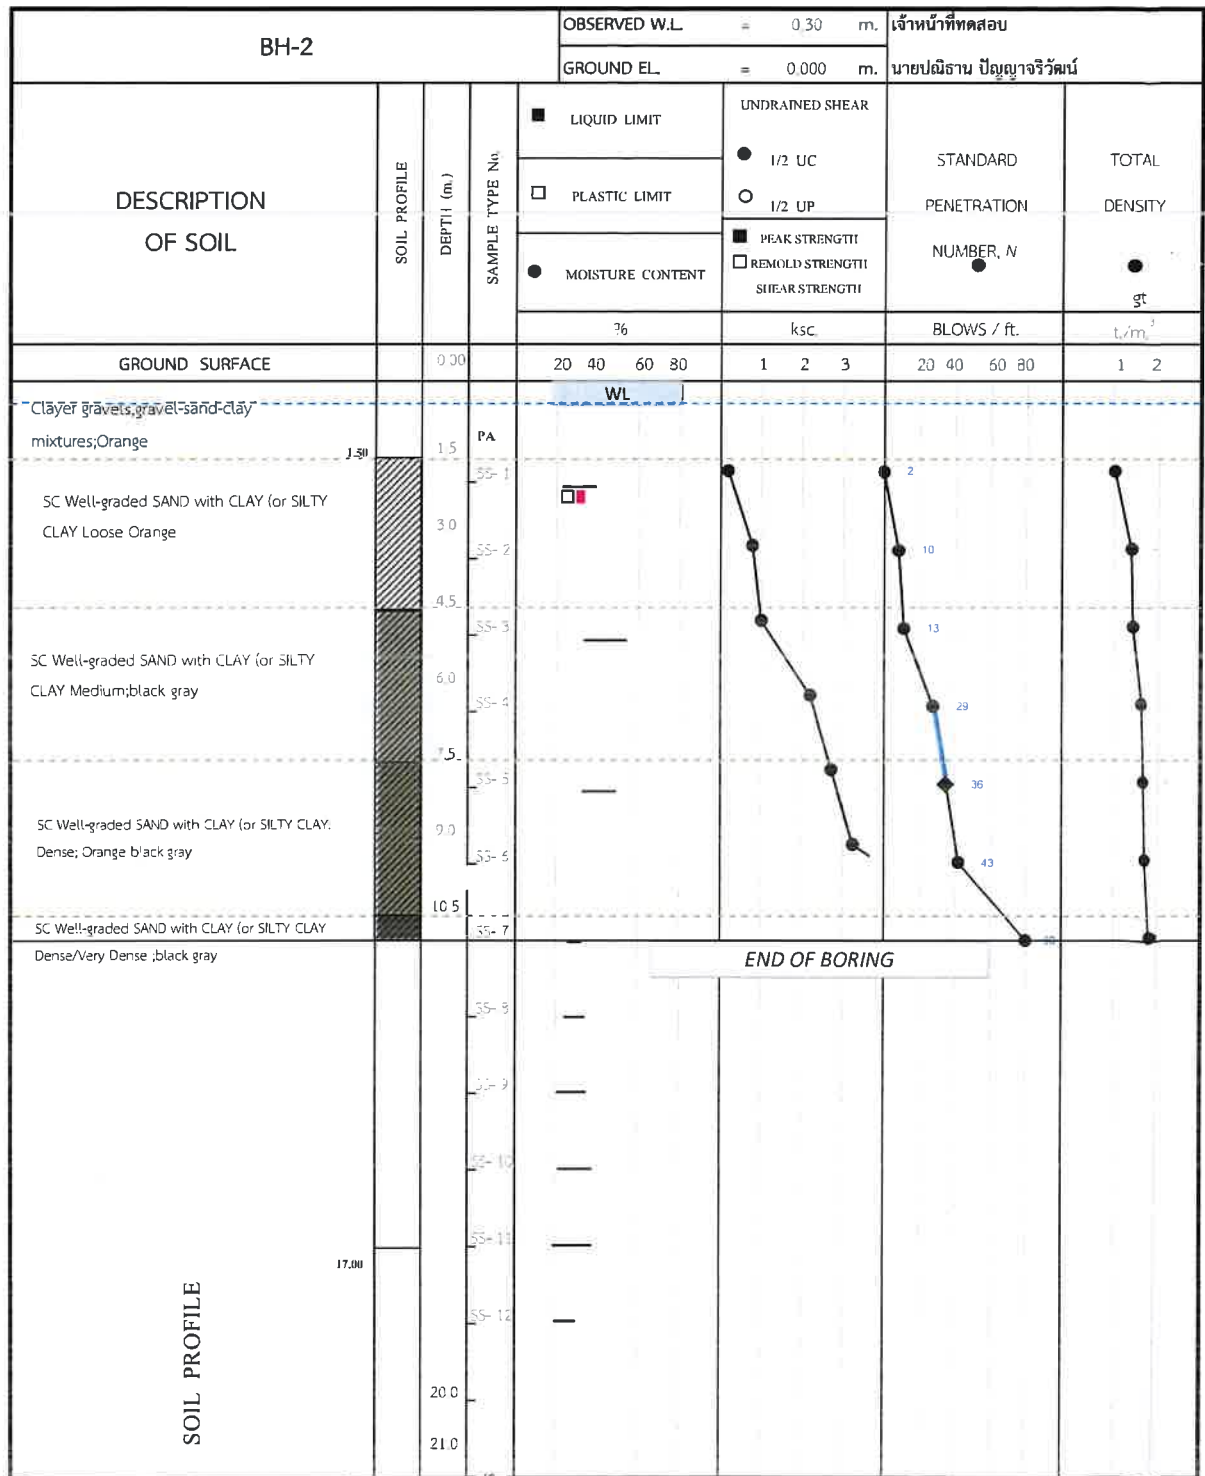 BH-2
OBSERVED W.L. = 0.30 m. เจ้าหน้าที่ทดสอบ
GROUND EL. = 0.000 m. นายปณิธาน ปัญญาจริวัฒน์
DESCRIPTION
OF SOIL
SOIL PROFILE
DEPTH (m.)
SAMPLE TYPE No.
LIQUID LIMIT
PLASTIC LIMIT
MOISTURE CONTENT
%
UNDRAINED SHEAR
1/2 UC
1/2 UP
PEAK STRENGTH
REMOLD STRENGTH
SHEAR STRENGTH
ksc.
STANDARD
PENETRATION
NUMBER, N
BLOWS / ft.
TOTAL
DENSITY
gt
t./m.³
GROUND SURFACE 0.00 20 40 60 80 1 2 3 20 40 60 80 1 2
WL
Clayer gravels,gravel-sand-clay
mixtures;Orange
1.50
1.5
PA
SS-1
2
SC Well-graded SAND with CLAY (or SILTY
CLAY Loose Orange
3.0
SS-2
10
4.5
SS-3
13
SC Well-graded SAND with CLAY (or SILTY
CLAY Medium;black gray
6.0
SS-4
29
7.5
SS-5
36
SC Well-graded SAND with CLAY (or SILTY CLAY.
Dense; Orange black gray
9.0
SS-6
43
10.5
SC Well-graded SAND with CLAY (or SILTY CLAY
SS-7
Dense/Very Dense ;black gray
END OF BORING
SS-8
SS-9
SS-10
SS-11
17.00
SS-12
SOIL PROFILE
20.0
21.0